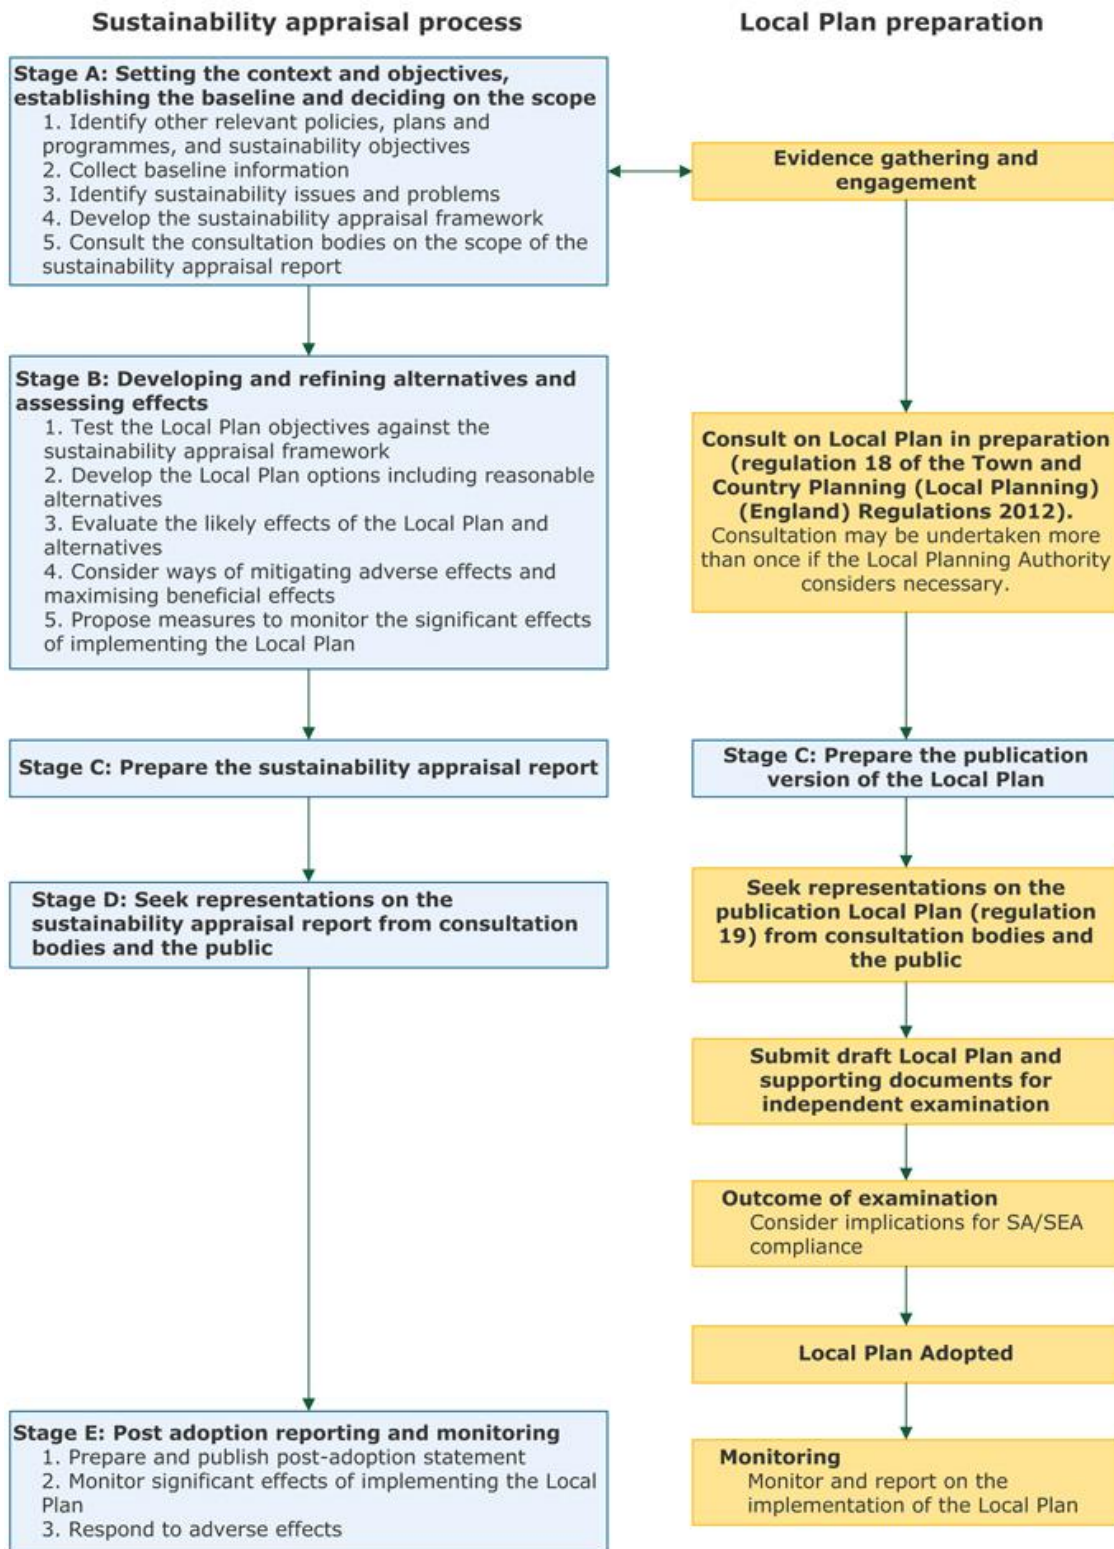 Sustainability appraisal process
Stage A: Setting the context and objectives,
establishing the baseline and deciding on the scope
1. Identify other relevant policies, plans and
programmes, and sustainability objectives
2. Collect baseline information
3. Identify sustainability issues and problems
4. Develop the sustainability appraisal framework
5. Consult the consultation bodies on the scope of the
sustainability appraisal report
Stage B: Developing and refining alternatives and
assessing effects
1. Test the Local Plan objectives against the
sustainability appraisal framework
2. Develop the Local Plan options including reasonable
alternatives
3. Evaluate the likely effects of the Local Plan and
alternatives
4. Consider ways of mitigating adverse effects and
maximising beneficial effects
5. Propose measures to monitor the significant effects
of implementing the Local Plan
Stage C: Prepare the sustainability appraisal report
Stage D: Seek representations on the
sustainability appraisal report from consultation
bodies and the public
Stage E: Post adoption reporting and monitoring
1. Prepare and publish post-adoption statement
2. Monitor significant effects of implementing the Local
Plan
3. Respond to adverse effects
Local Plan preparation
Evidence gathering and
engagement
Consult on Local Plan in preparation
(regulation 18 of the Town and
Country Planning (Local Planning)
(England) Regulations 2012).
Consultation may be undertaken more
than once if the Local Planning Authority
considers necessary.
Stage C: Prepare the publication
version of the Local Plan
Seek representations on the
publication Local Plan (regulation
19) from consultation bodies and
the public
Submit draft Local Plan and
supporting documents for
independent examination
Outcome of examination
Consider implications for SA/SEA
compliance
Local Plan Adopted
Monitoring
Monitor and report on the
implementation of the Local Plan